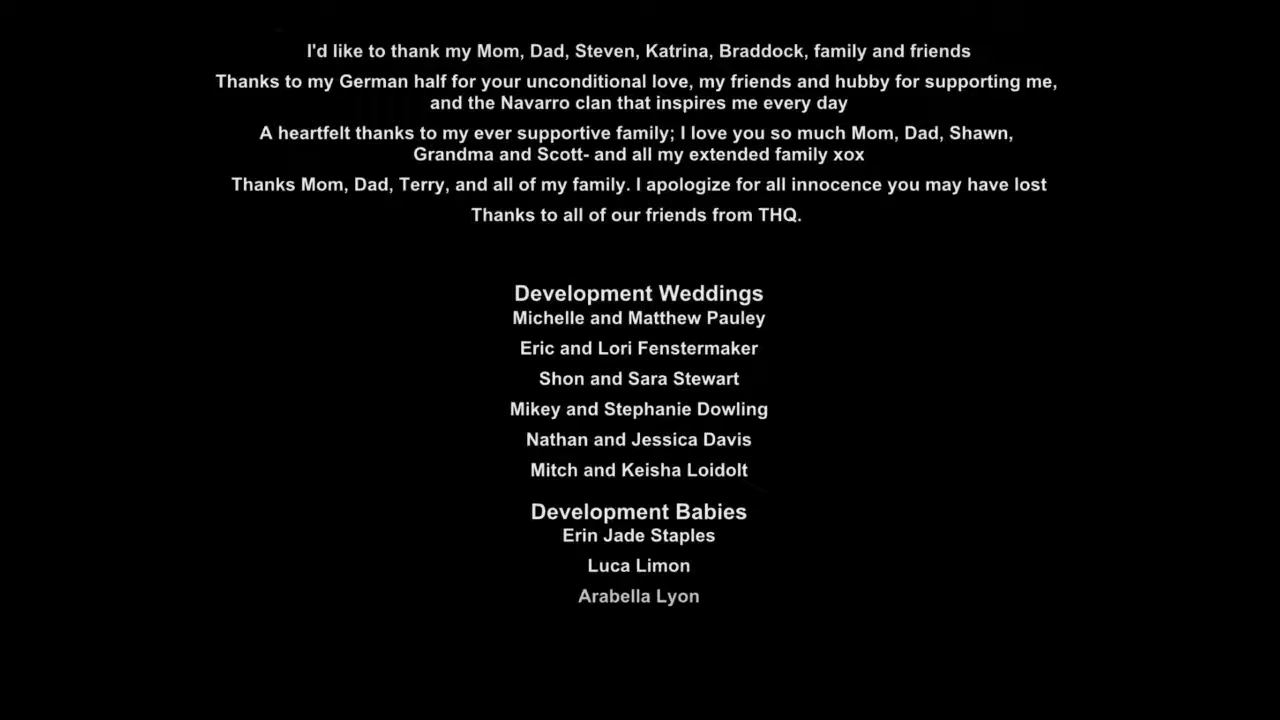 I'd like to thank my Mom, Dad, Steven, Katrina, Braddock, family and friends
Thanks to my German half for your unconditional love, my friends and hubby for supporting me,
and the Navarro clan that inspires me every day
A heartfelt thanks to my ever supportive family; I love you so much Mom, Dad, Shawn,
Grandma and Scott- and all my extended family xox
Thanks Mom, Dad, Terry, and all of my family. I apologize for all innocence you may have lost
Thanks to all of our friends from THQ.
Development Weddings
Michelle and Matthew Pauley
Eric and Lori Fenstermaker
Shon and Sara Stewart
Mikey and Stephanie Dowling
Nathan and Jessica Davis
Mitch and Keisha Loidolt
Development Babies
Erin Jade Staples
Luca Limon
Arabella Lyon